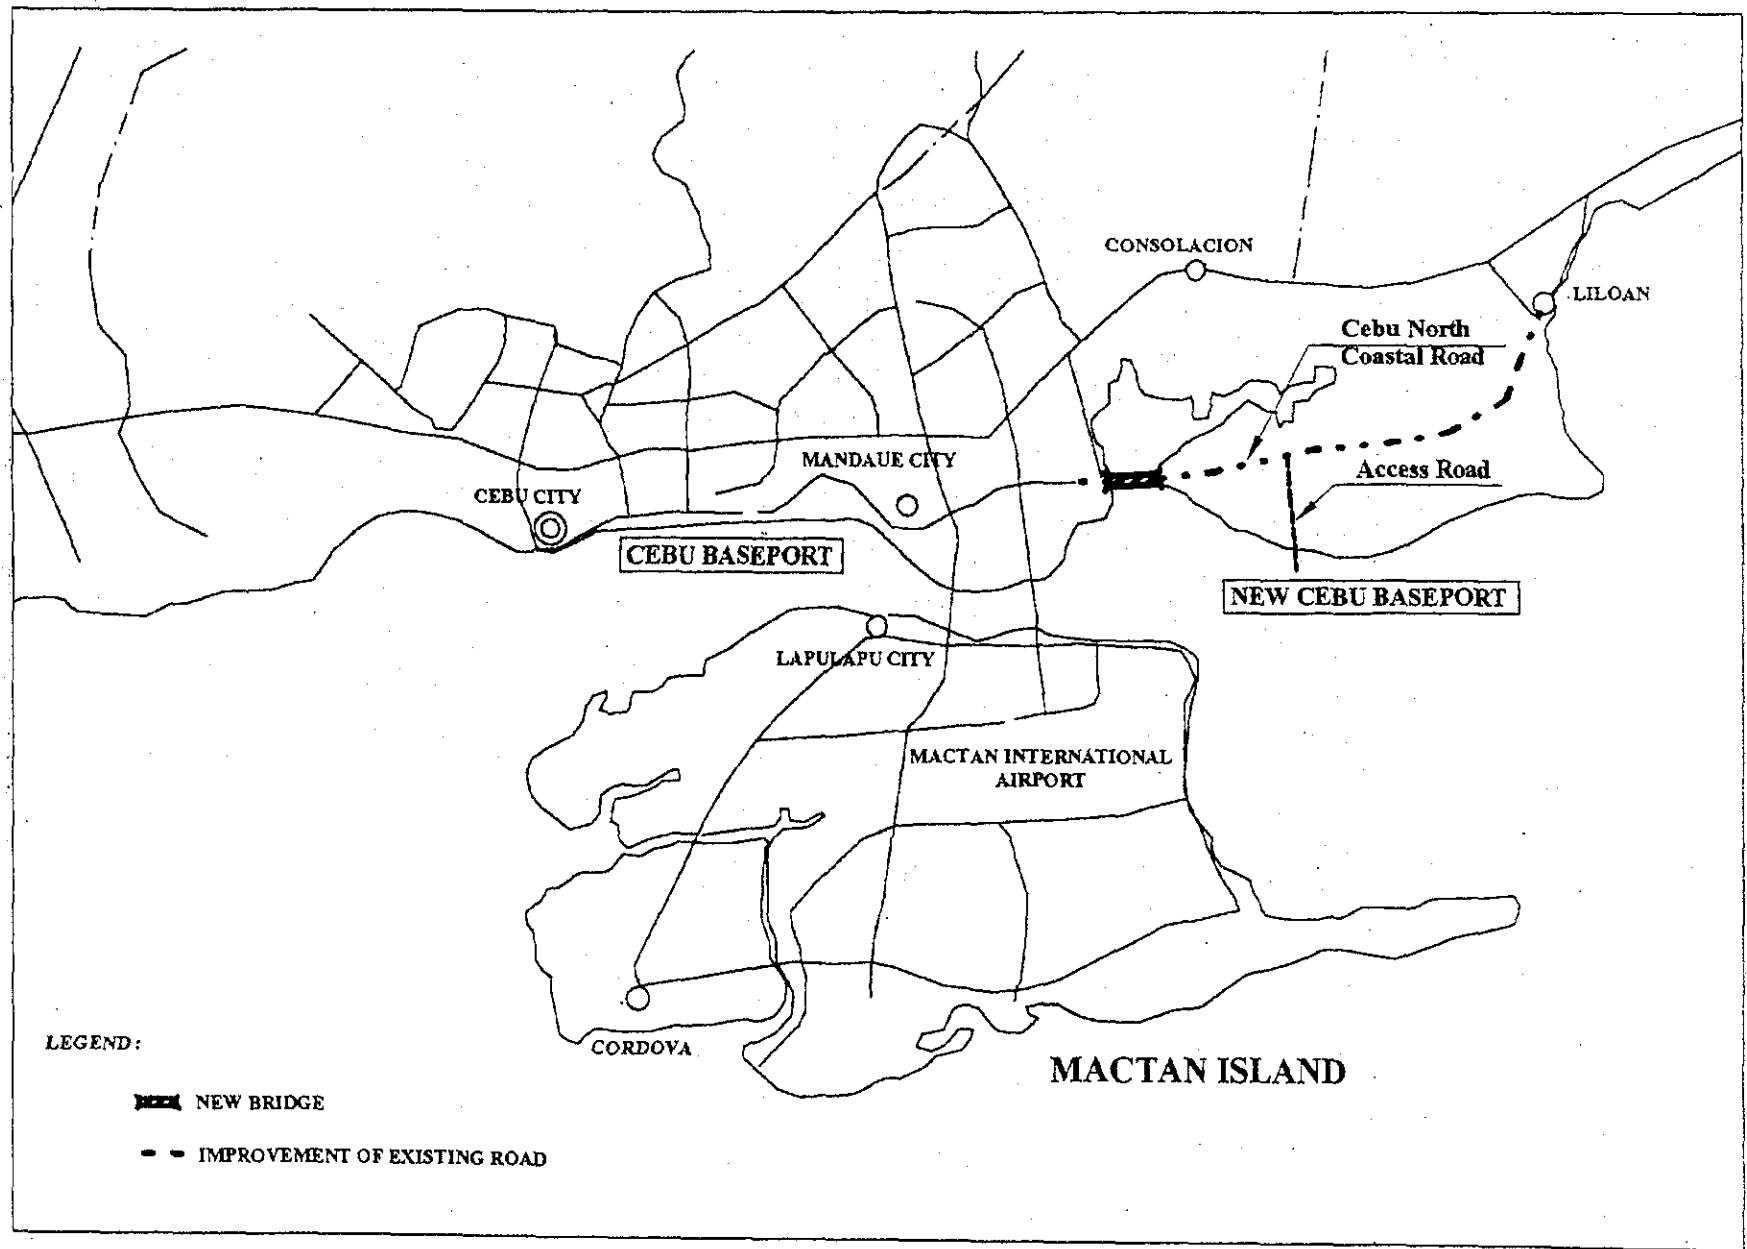 CONSOLACION
LILOAN
Cebu North
Coastal Road
MANDAUE CITY
Access Road
CEBU CITY
CEBU BASEPORT
NEW CEBU BASEPORT
LAPULAPU CITY
MACTAN INTERNATIONAL
AIRPORT
LEGEND:
CORDOVA
MACTAN ISLAND
NEW BRIDGE
IMPROVEMENT OF EXISTING ROAD